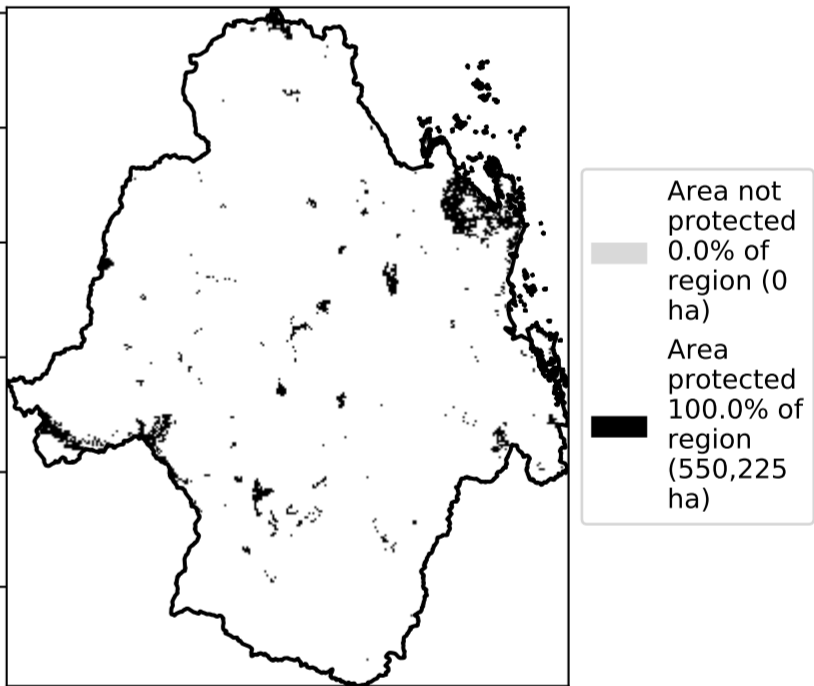 Area not
protected
0.0% of
region (0
ha)
Area
protected
100.0% of
region
(550,225
ha)